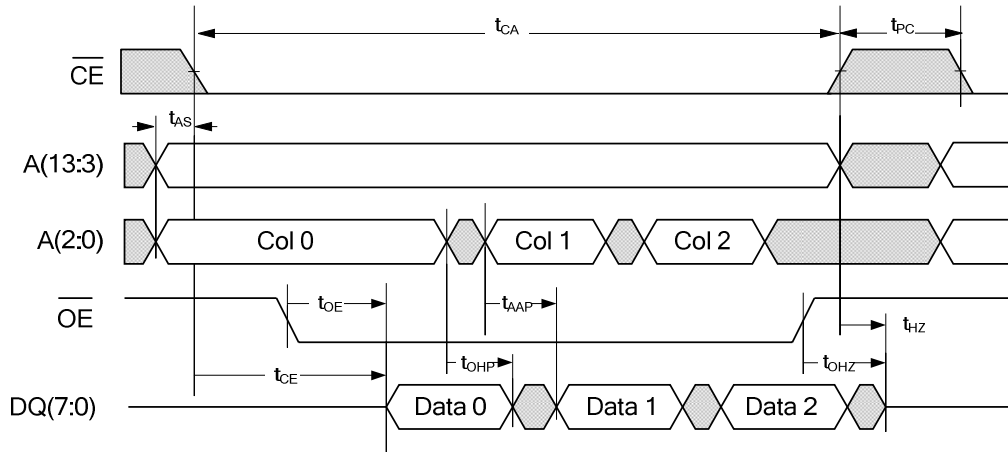 tCA
tPC
CE
tAS
A(13:3)
A(2:0)
Col 0
Col 1
Col 2
OE
tOE
tAAP
tHZ
tCE
tOHP
tOHZ
DQ(7:0)
Data 0
Data 1
Data 2